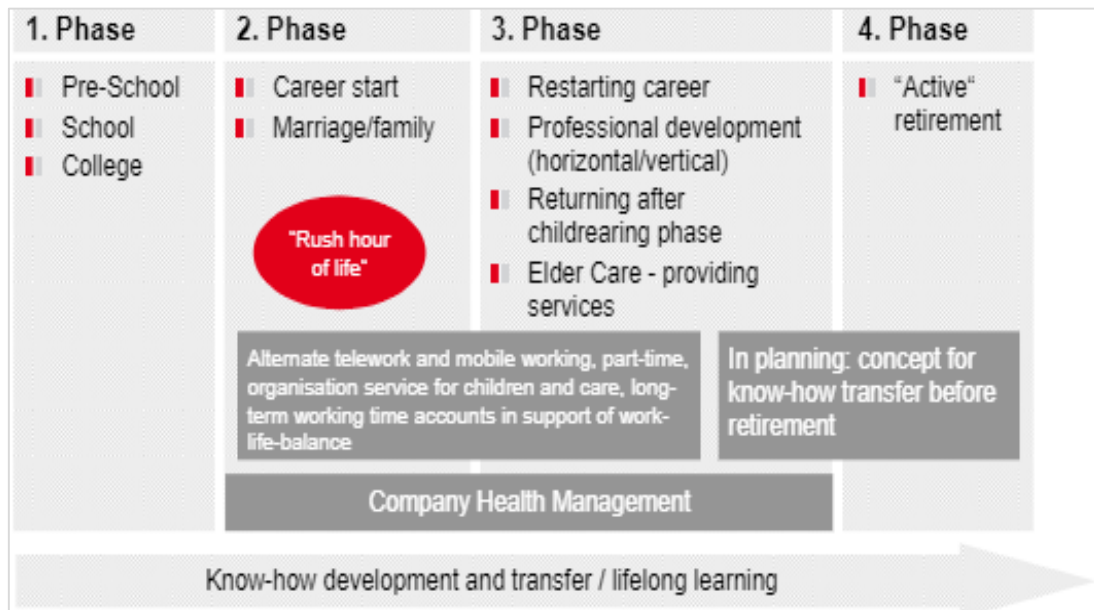 1. Phase
Pre-School
School
College
2. Phase
Career start
Marriage/family
"Rush hour
of life"
3. Phase
Restarting career
Professional development
(horizontal/vertical)
Returning after
childrearing phase
Elder Care - providing
services
4. Phase
“Active“
retirement
Alternate telework and mobile working, part-time,
organisation service for children and care, long-
term working time accounts in support of work-
life-balance
In planning: concept for
know-how transfer before
retirement
Company Health Management
Know-how development and transfer / lifelong learning